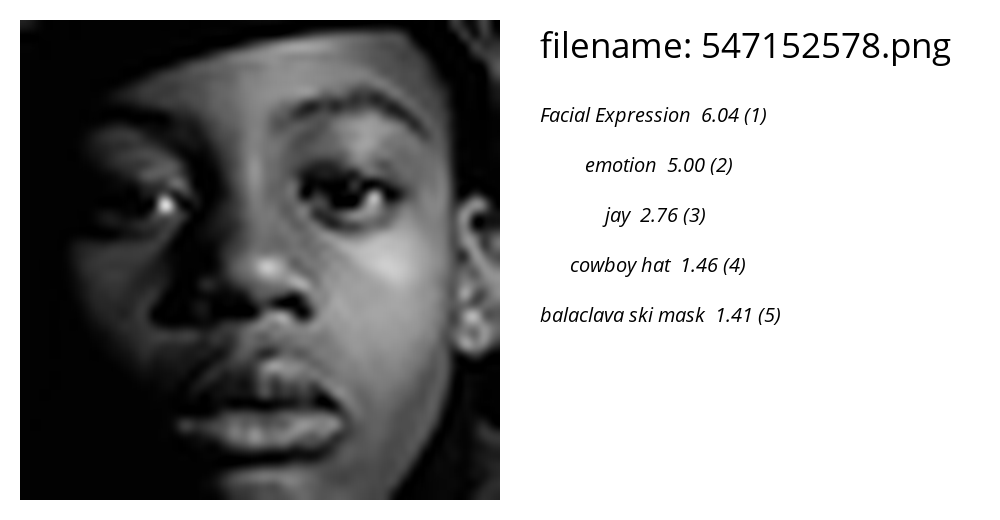 filename: 547152578.png
Facial Expression 6.04 (1)
emotion 5.00 (2)
jay 2.76 (3)
cowboy hat 1.46 (4)
balaclava ski mask 1.41 (5)